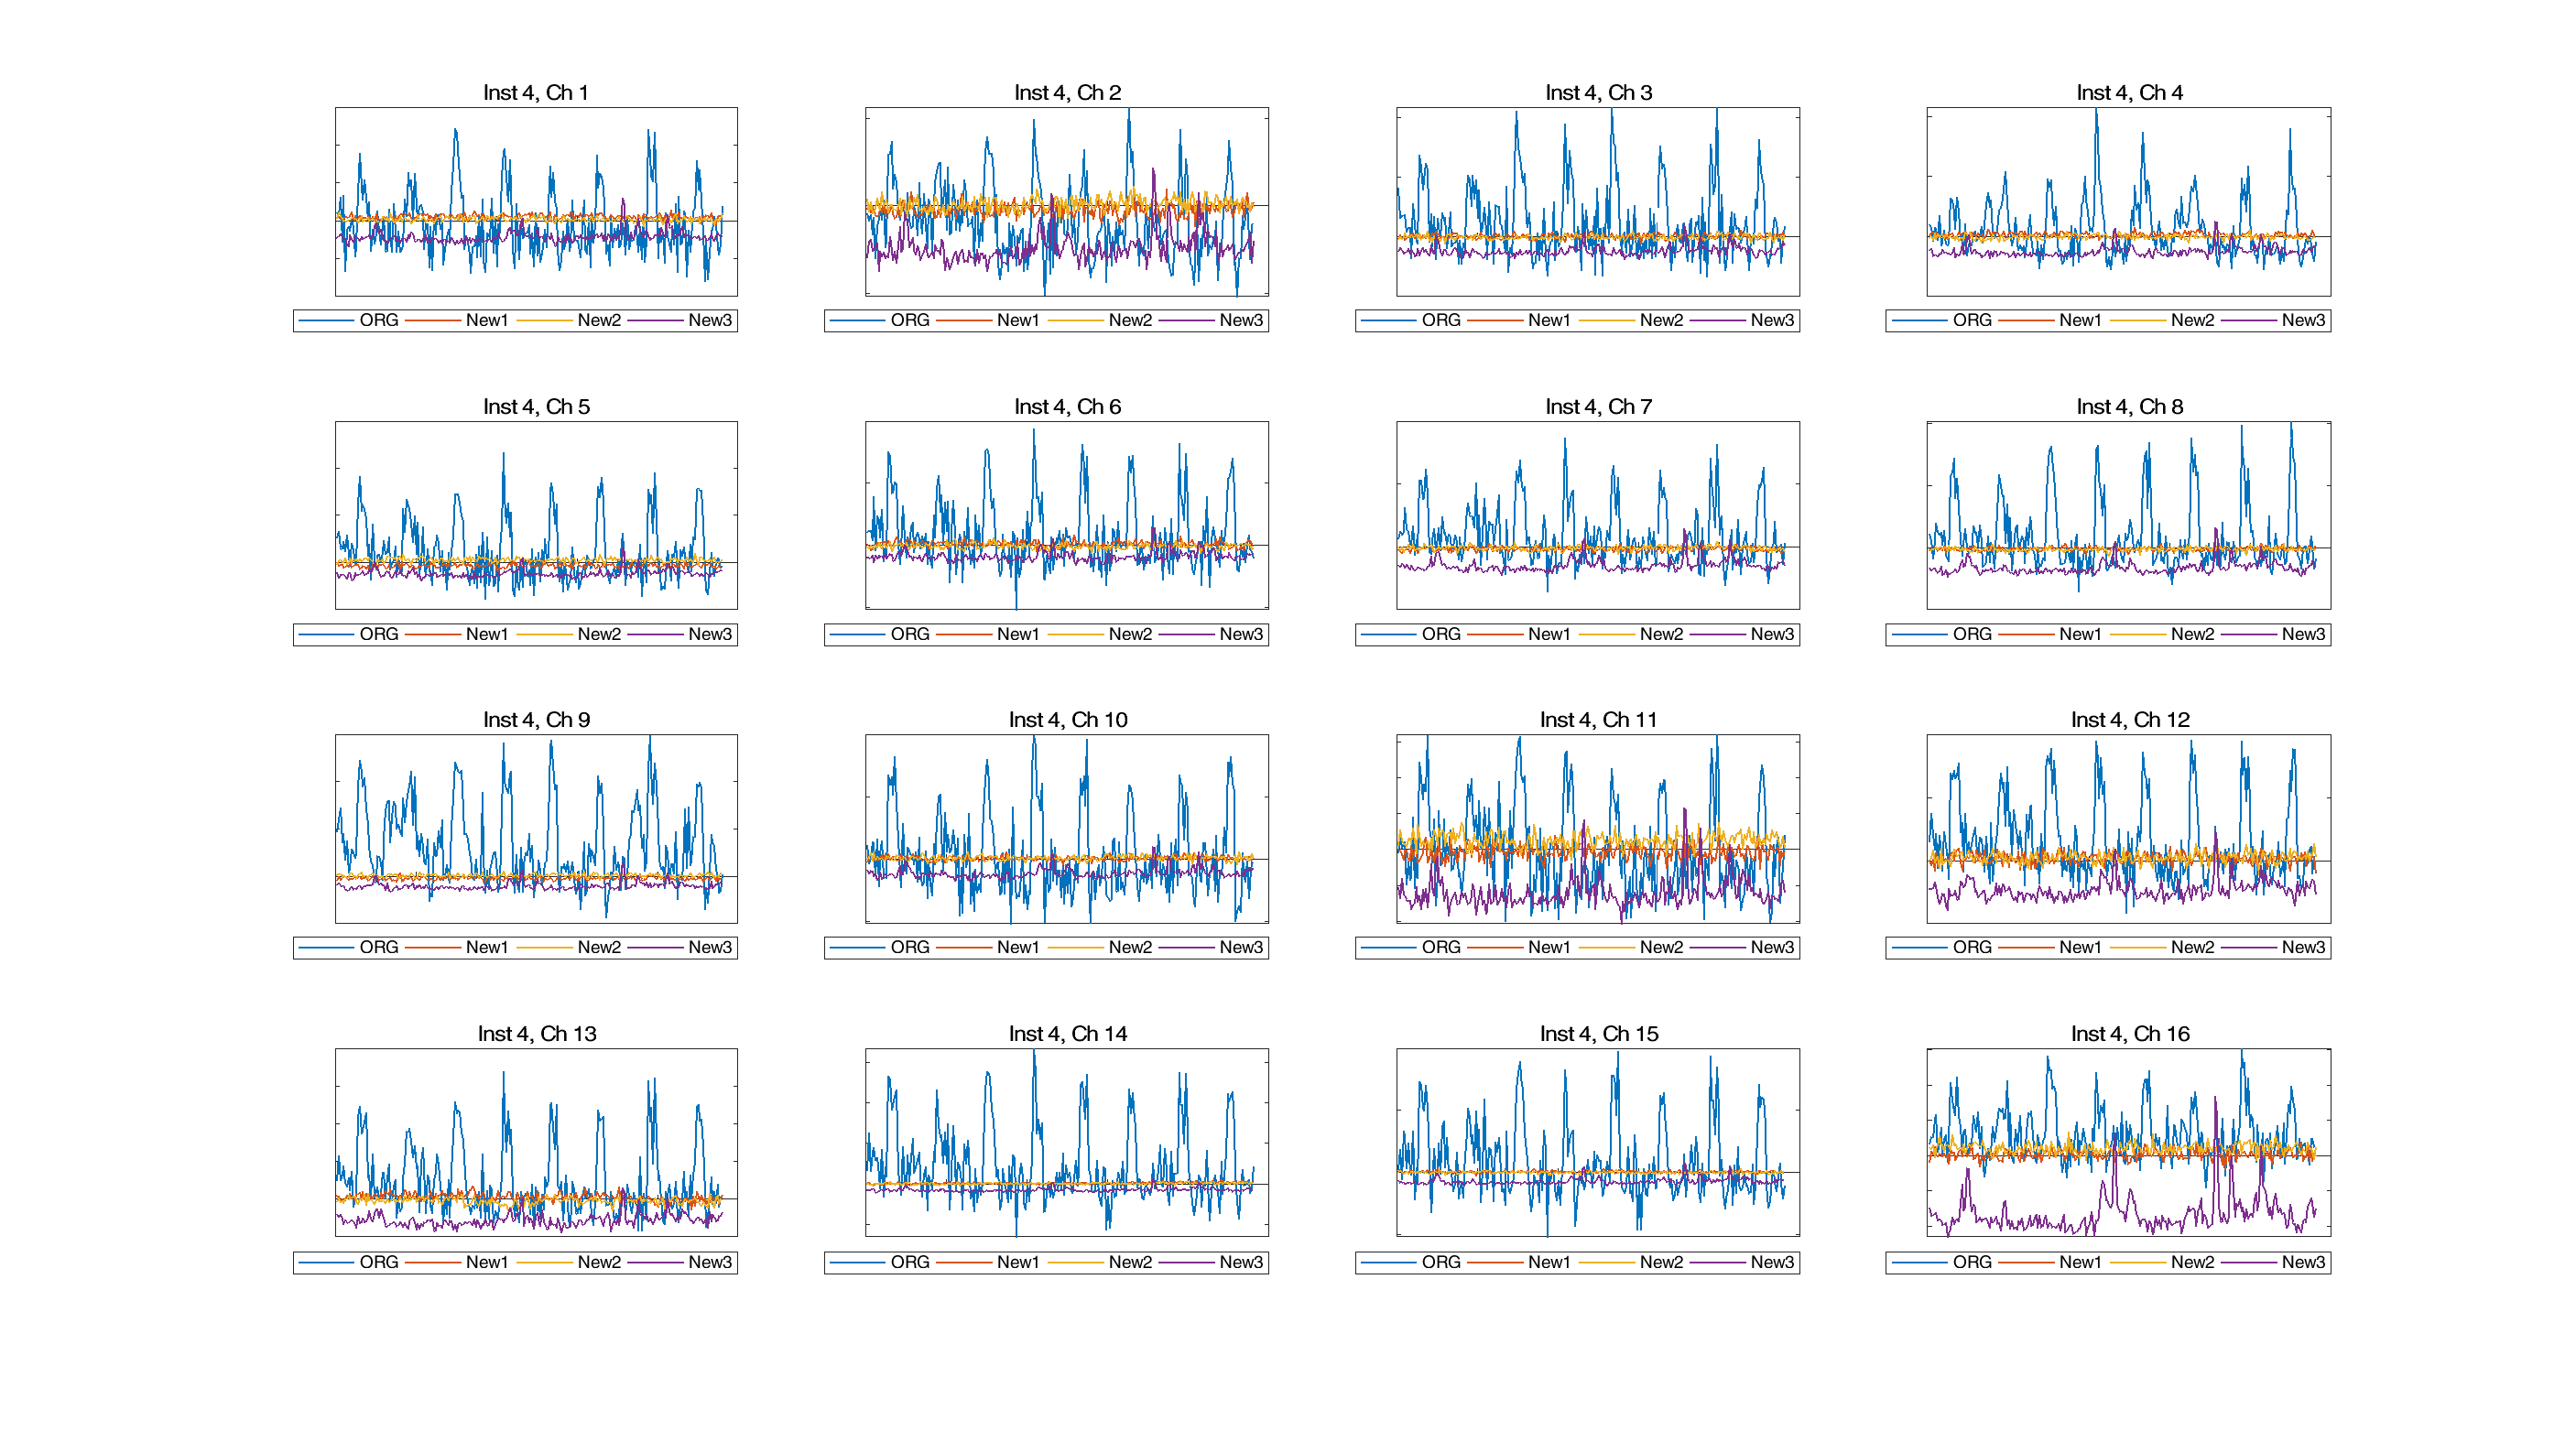 Inst 4, Ch 1
Inst 4, Ch 2
Inst 4, Ch 3
Inst 4, Ch 4
ORG New1 New2 New3
ORG New1 New2 New3
ORG New1 New2 New3
ORG New1 New2 New3
Inst 4, Ch 5
Inst 4, Ch 6
Inst 4, Ch 7
Inst 4, Ch 8
ORG New1 New2 New3
ORG New1 New2 New3
ORG New1 New2 New3
ORG New1 New2 New3
Inst 4, Ch 9
Inst 4, Ch 10
Inst 4, Ch 11
Inst 4, Ch 12
ORG New1 New2 New3
ORG New1 New2 New3
ORG New1 New2 New3
ORG New1 New2 New3
Inst 4, Ch 13
Inst 4, Ch 14
Inst 4, Ch 15
Inst 4, Ch 16
ORG New1 New2 New3
ORG New1 New2 New3
ORG New1 New2 New3
ORG New1 New2 New3